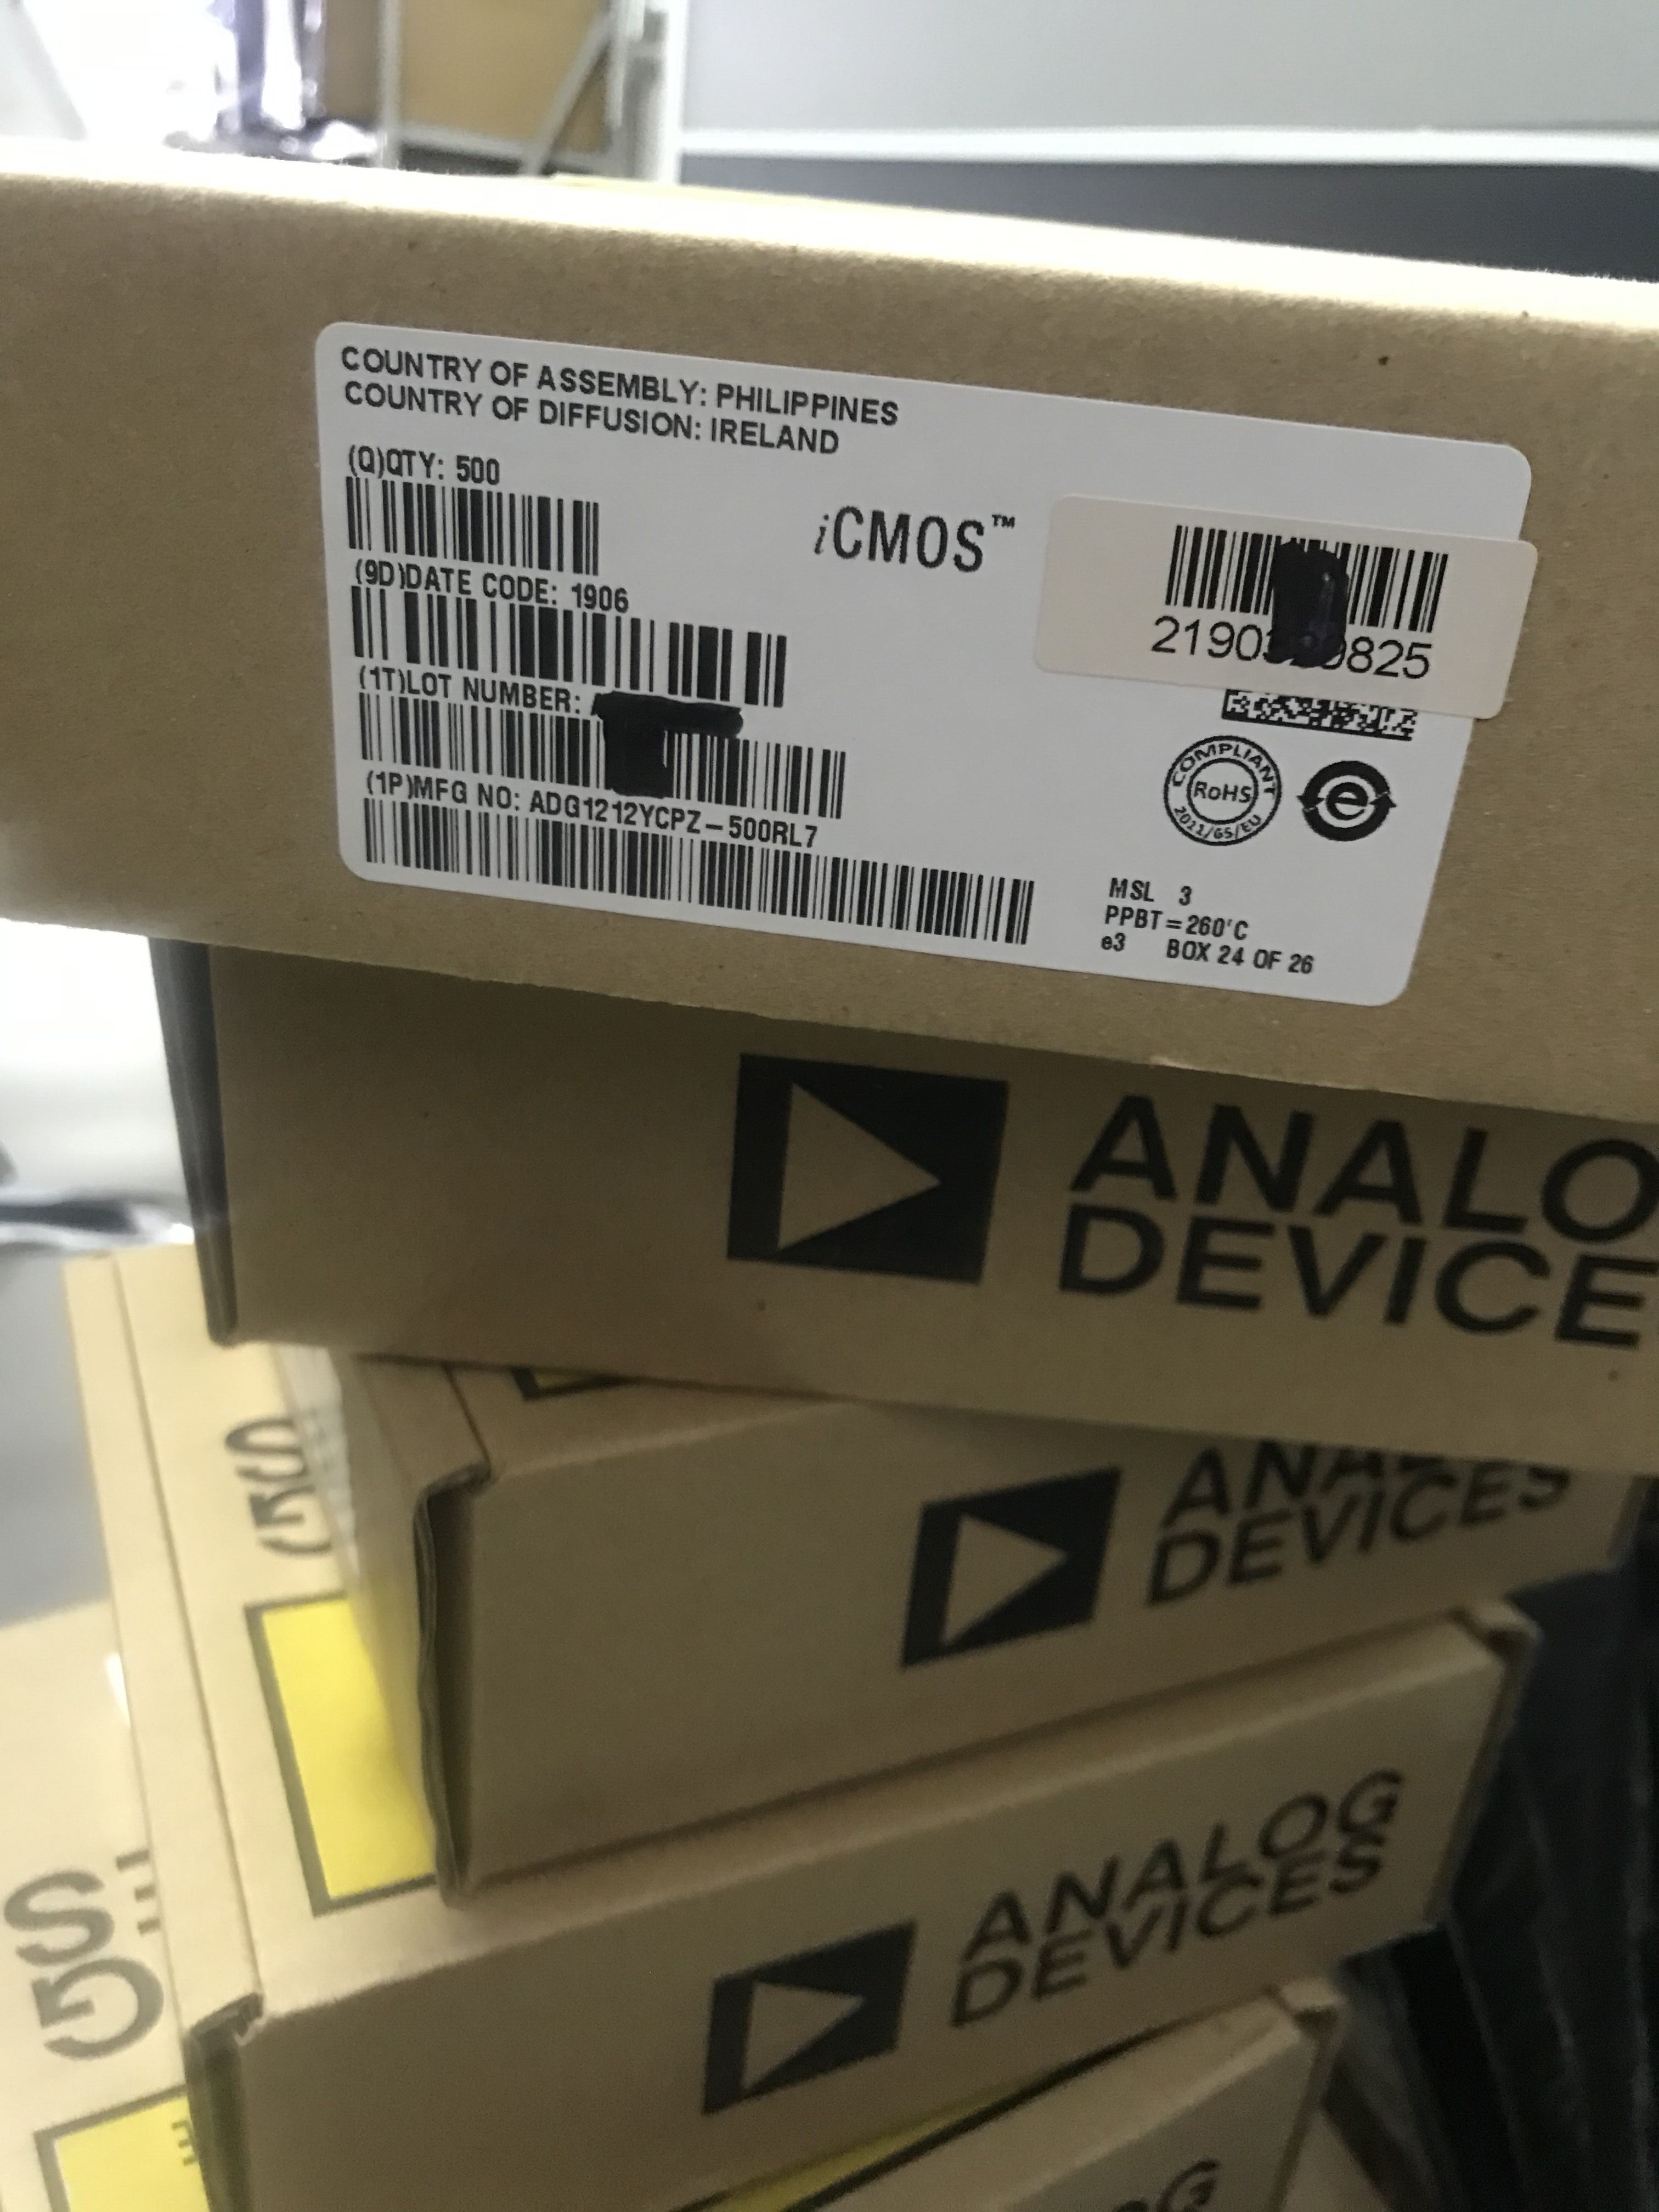 COUNTRY OF ASSEMBLY: PHILIPPINES
COUNTRY OF DIFFUSION: IRELAND
(Q)QTY: 500
iCMOS™
(9D)DATE CODE: 1906
(1T)LOT NUMBER:
(1P)MFG NO: ADG1212YCPZ-500RL7
COMPLIANT
RoHS
2011/65/EU
e
MSL 3
PPBT=260'C
e3 BOX 24 OF 26
ANALO
DEVICE
DEVICES
ANALOG
DEVICES